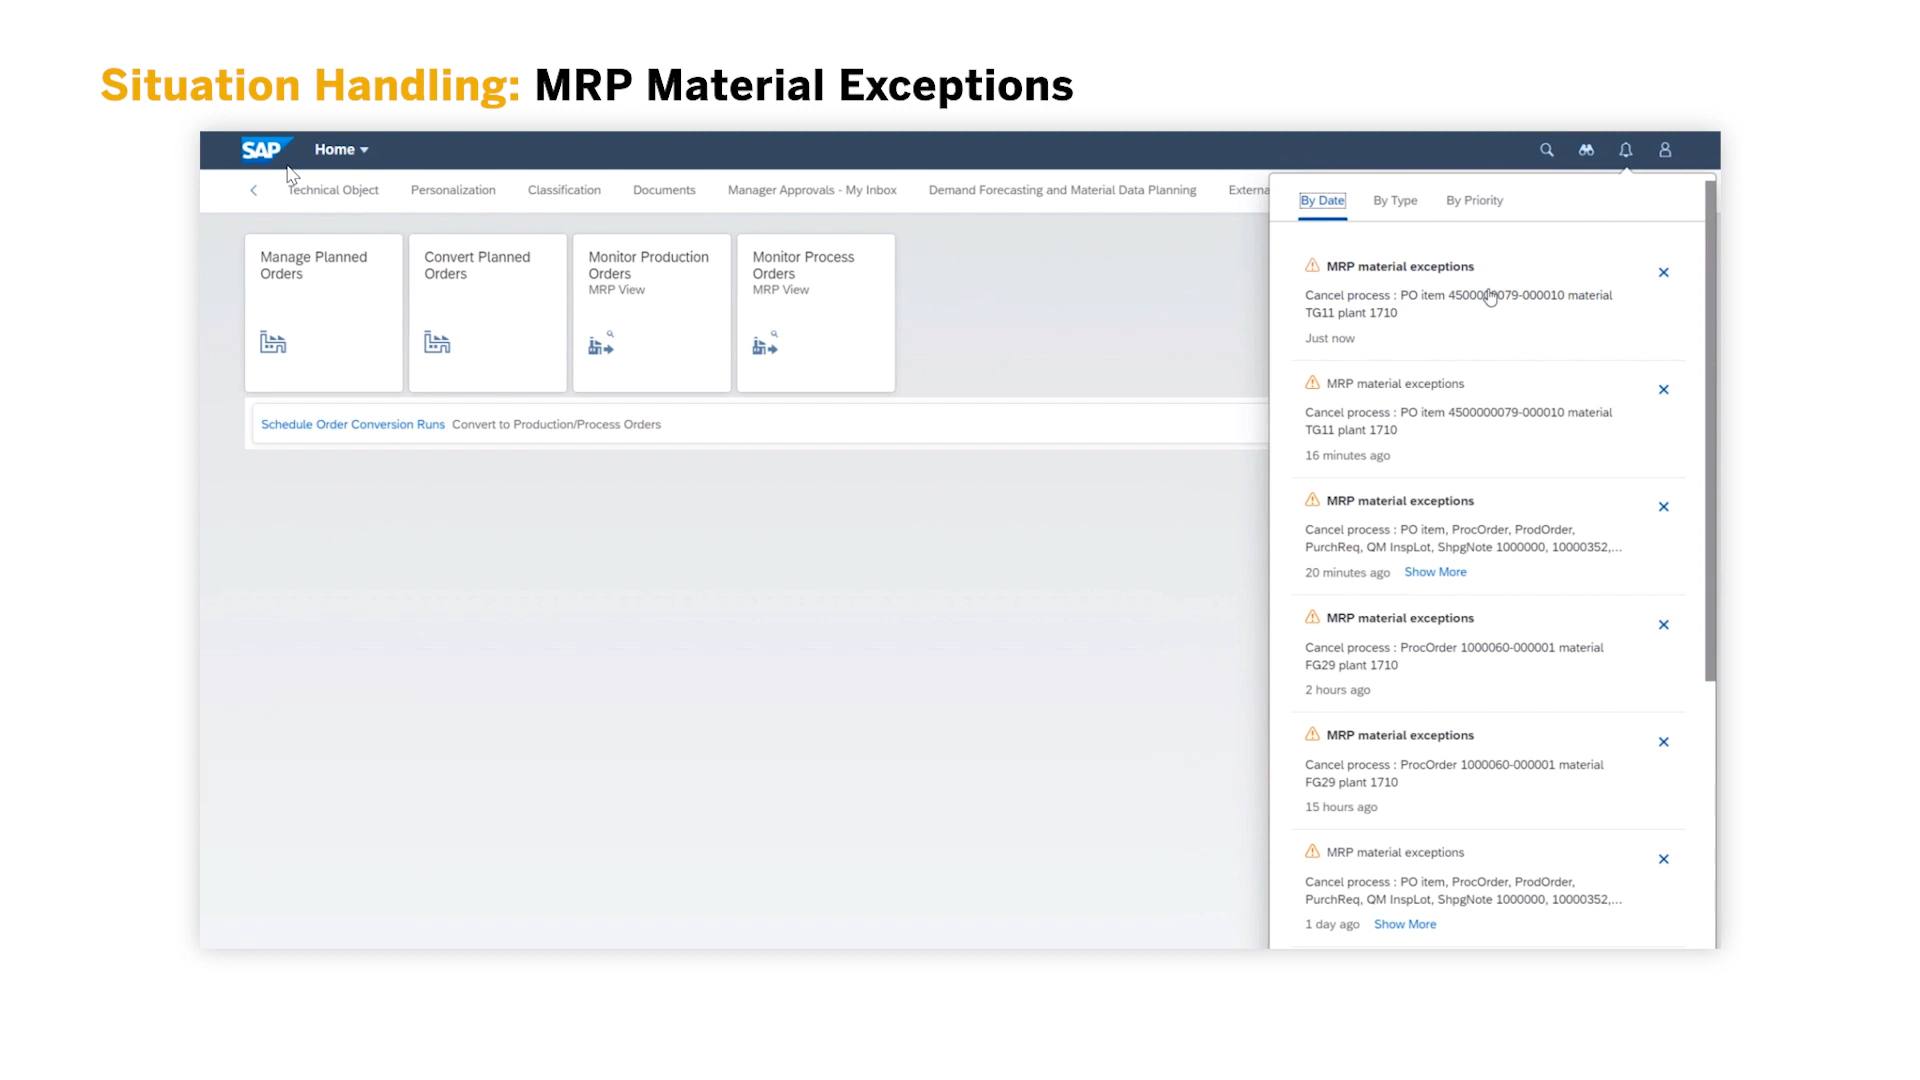 Situation Handling: MRP Material Exceptions
SAP Home
Technical Object Personalization Classification Documents Manager Approvals - My Inbox Demand Forecasting and Material Data Planning Externa
Manage Planned
Orders
Convert Planned
Orders
Monitor Production
Orders
MRP View
Monitor Process
Orders
MRP View
Schedule Order Conversion Runs Convert to Production/Process Orders
By Date By Type By Priority
MRP material exceptions
Cancel process : PO item 4500000079-000010 material
TG11 plant 1710
Just now
MRP material exceptions
Cancel process : PO item 4500000079-000010 material
TG11 plant 1710
16 minutes ago
MRP material exceptions
Cancel process : PO item, ProcOrder, ProdOrder,
PurchReq, QM InspLot, ShpgNote 1000000, 10000352,...
20 minutes ago Show More
MRP material exceptions
Cancel process : ProcOrder 1000060-000001 material
FG29 plant 1710
2 hours ago
MRP material exceptions
Cancel process : ProcOrder 1000060-000001 material
FG29 plant 1710
15 hours ago
MRP material exceptions
Cancel process : PO item, ProcOrder, ProdOrder,
PurchReq, QM InspLot, ShpgNote 1000000, 10000352,...
1 day ago Show More